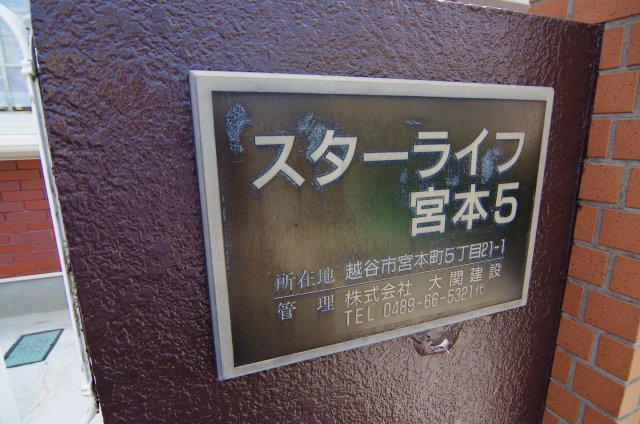 スターライフ
宮本5
所在地 越谷市宮本町5丁目21-1
管理 株式会社 大関建設
TEL 0489-66-5321代